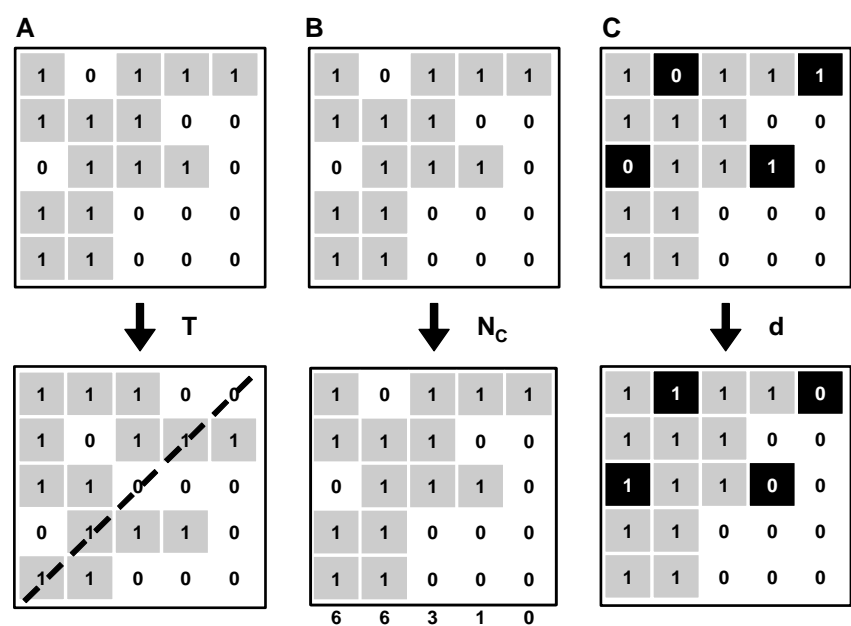 A B C
1 0 1 1 1 1 0 1 1 1 1 0 1 1 1
1 1 1 0 0 1 1 1 0 0 1 1 1 0 0
0 1 1 1 0 0 1 1 1 0 0 1 1 1 0
1 1 0 0 0 1 1 0 0 0 1 1 0 0 0
1 1 0 0 0 1 1 0 0 0 1 1 0 0 0
T NC d
1 1 1 0 0 1 0 1 1 1 1 1 1 1 0
1 0 1 1 1 1 1 1 0 0 1 1 1 0 0
1 1 0 0 0 0 1 1 1 0 1 1 1 0 0
0 1 1 1 0 1 1 0 0 0 1 1 0 0 0
1 1 0 0 0 1 1 0 0 0 1 1 0 0 0
6 6 3 1 0